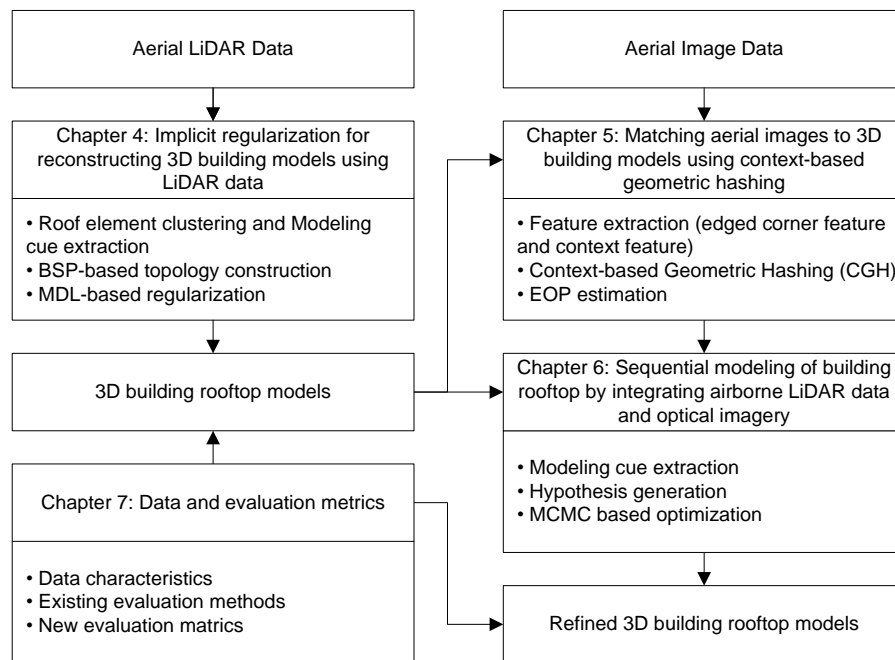 Aerial LiDAR Data
Chapter 4: Implicit regularization for
reconstructing 3D building models using
LiDAR data
• Roof element clustering and Modeling
cue extraction
• BSP-based topology construction
• MDL-based regularization
3D building rooftop models
Chapter 7: Data and evaluation metrics
• Data characteristics
• Existing evaluation methods
• New evaluation matrics
Aerial Image Data
Chapter 5: Matching aerial images to 3D
building models using context-based
geometric hashing
• Feature extraction (edged corner feature
and context feature)
• Context-based Geometric Hashing (CGH)
• EOP estimation
Chapter 6: Sequential modeling of building
rooftop by integrating airborne LiDAR data
and optical imagery
• Modeling cue extraction
• Hypothesis generation
• MCMC based optimization
Refined 3D building rooftop models